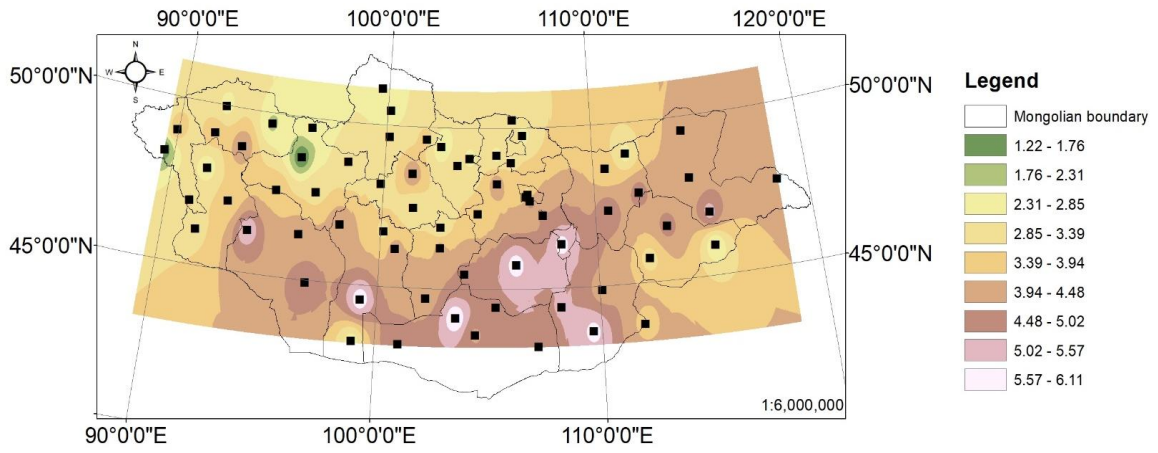 90°0'0"E 100°0'0"E 110°0'0"E 120°0'0"E
N
W E
S
50°0'0"N 50°0'0"N
45°0'0"N 45°0'0"N
1:6,000,000
90°0'0"E 100°0'0"E 110°0'0"E
Legend
Mongolian boundary
1.22 - 1.76
1.76 - 2.31
2.31 - 2.85
2.85 - 3.39
3.39 - 3.94
3.94 - 4.48
4.48 - 5.02
5.02 - 5.57
5.57 - 6.11